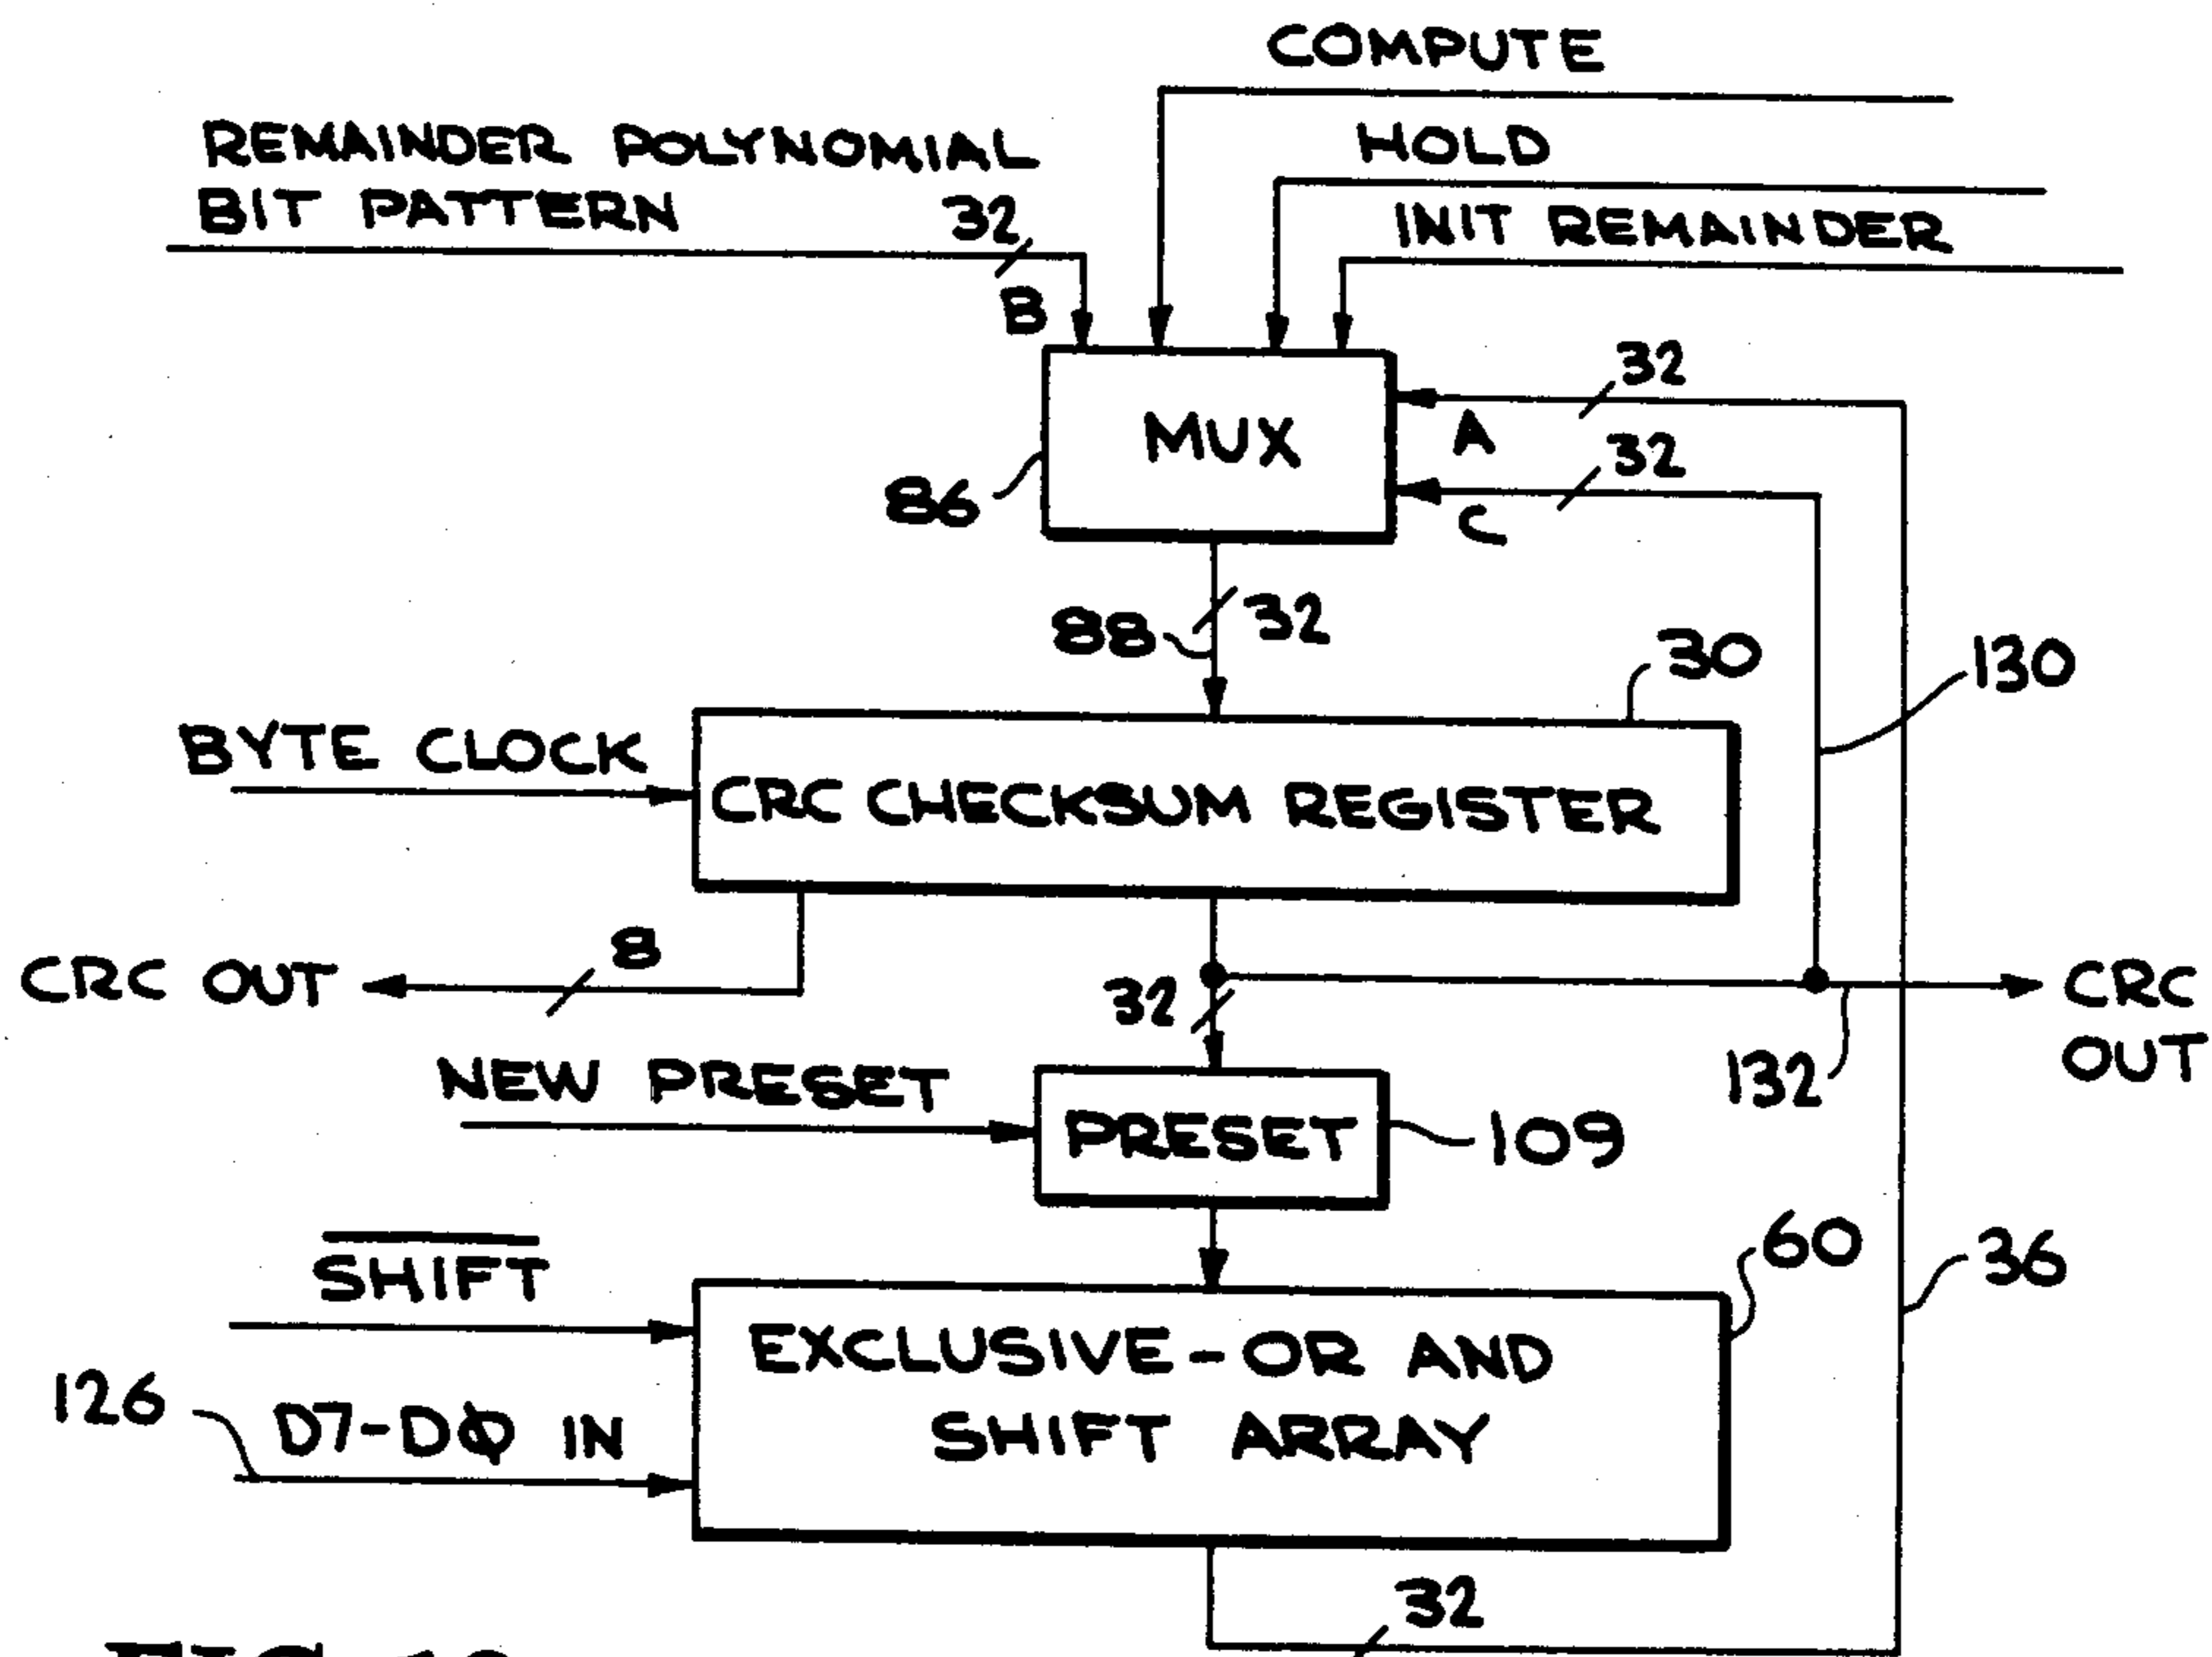 COMPUTE
REMAINDER POLYNOMIAL
BIT PATTERN
32
HOLD
INIT REMAINDER
B
MUX
32
A
32
C
86
88
32
30
130
BYTE CLOCK
CRC CHECKSUM REGISTER
CRC OUT
8
32
CRC
OUT
132
NEW PRESET
PRESET
109
SHIFT
60
36
EXCLUSIVE-OR AND
SHIFT ARRAY
126
D7-DØ IN
32